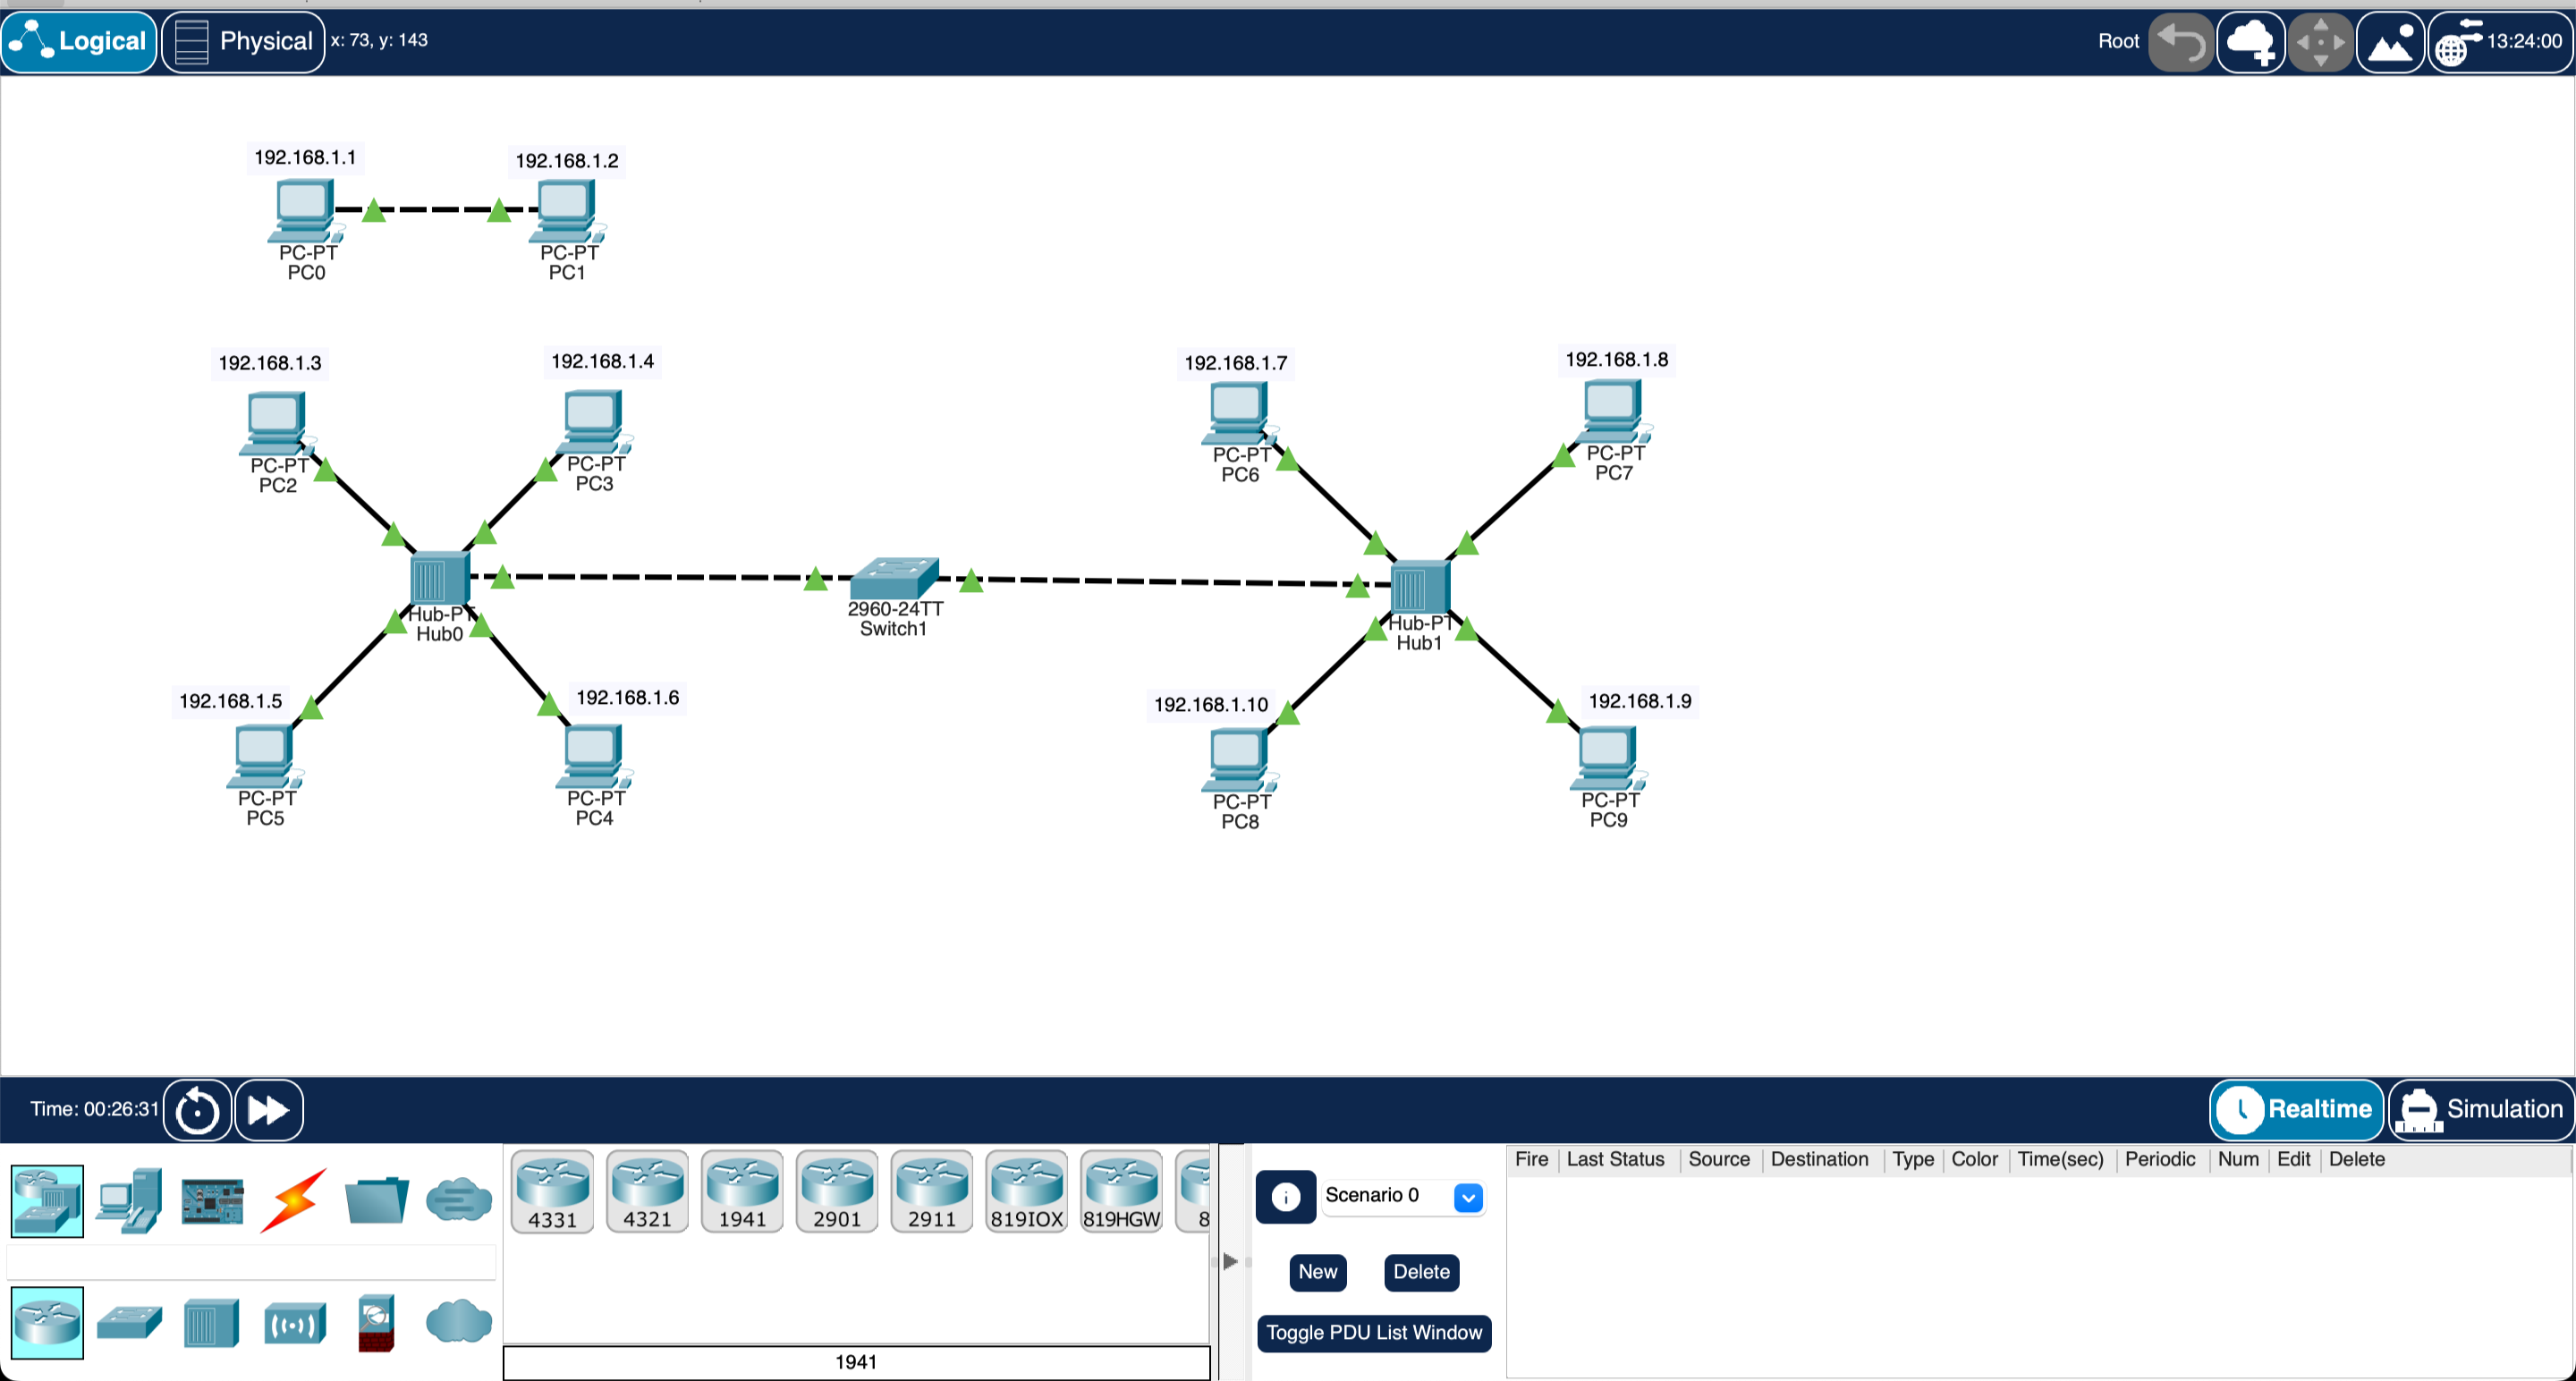 Logical
Physical
x: 73, y: 143
Root
13:24:00
192.168.1.1
192.168.1.2
PC-PT
PC0
PC-PT
PC1
192.168.1.3
192.168.1.4
192.168.1.7
192.168.1.8
PC-PT
PC2
PC-PT
PC3
PC-PT
PC6
PC-PT
PC7
Hub-PT
Hub0
2960-24TT
Switch1
Hub-PT
Hub1
192.168.1.5
192.168.1.6
192.168.1.10
192.168.1.9
PC-PT
PC5
PC-PT
PC4
PC-PT
PC8
PC-PT
PC9
Time: 00:26:31
Realtime
Simulation
4331
4321
1941
2901
2911
819IOX
819HGW
8
1941
Scenario 0
New
Delete
Toggle PDU List Window
Fire Last Status Source Destination Type Color Time(sec) Periodic Num Edit Delete